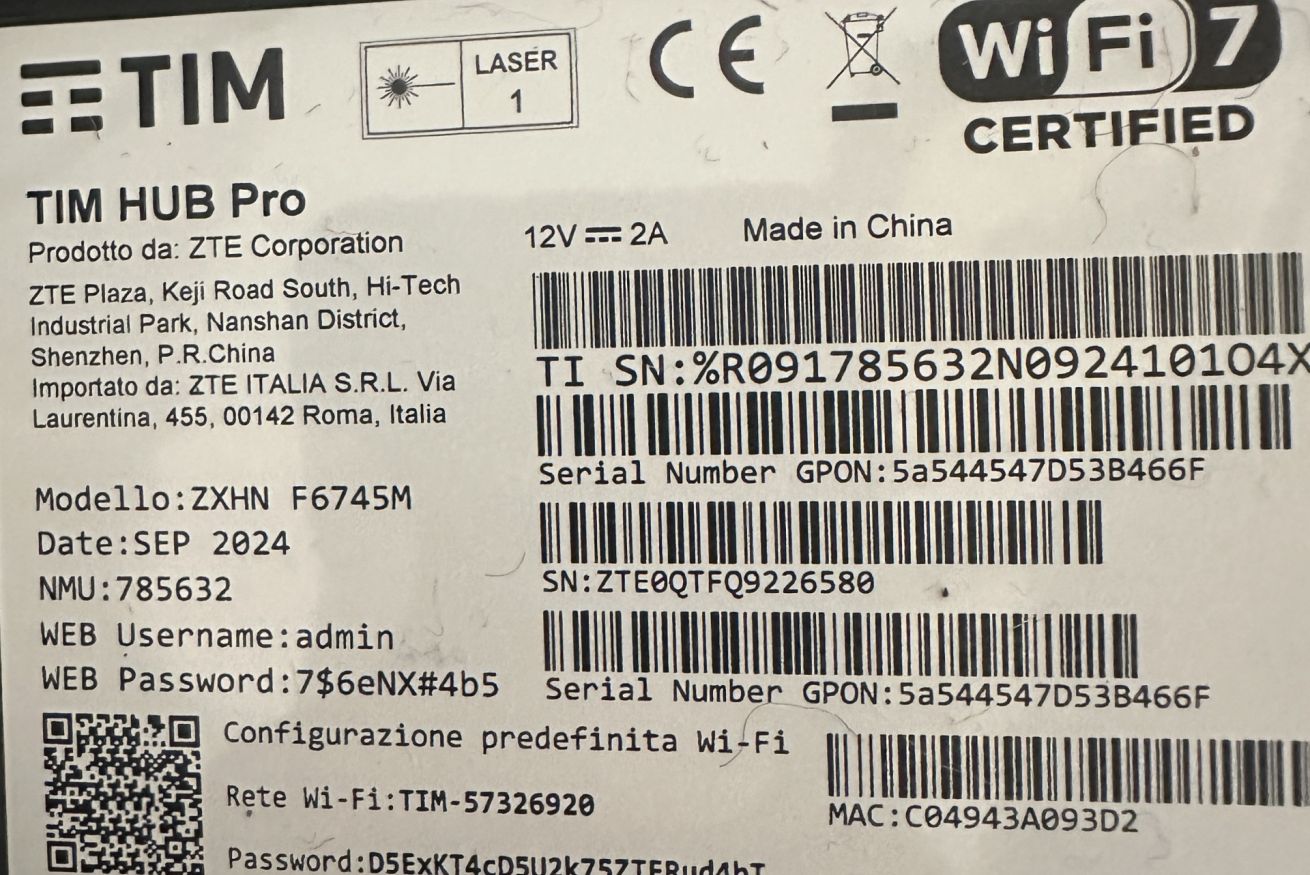 TIM
LASER
1
CE
Wi Fi 7
CERTIFIED
TIM HUB Pro
Prodotto da: ZTE Corporation
ZTE Plaza, Keji Road South, Hi-Tech
Industrial Park, Nanshan District,
Shenzhen, P.R.China
Importato da: ZTE ITALIA S.R.L. Via
Laurentina, 455, 00142 Roma, Italia
12V ⎓ 2A
Made in China
TI SN:%R091785632N092410104X
Serial Number GPON:5a544547D53B466F
SN:ZTE0QTFQ9226580
Serial Number GPON:5a544547D53B466F
Modello:ZXHN F6745M
Date:SEP 2024
NMU:785632
WEB Username:admin
WEB Password:7$6eNX#4b5
Configurazione predefinita Wi-Fi
Rete Wi-Fi:TIM-57326920
Password:
MAC:C04943A093D2